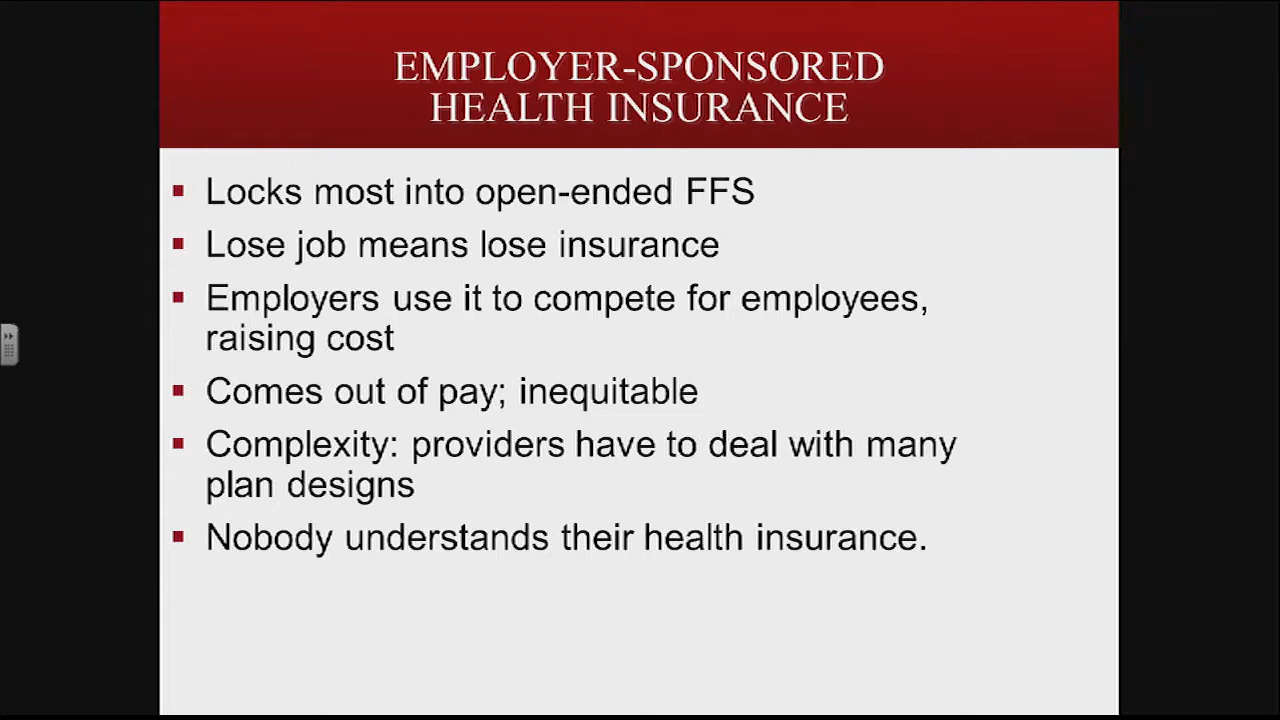 EMPLOYER-SPONSORED
HEALTH INSURANCE
Locks most into open-ended FFS
Lose job means lose insurance
Employers use it to compete for employees,
raising cost
Comes out of pay; inequitable
Complexity: providers have to deal with many
plan designs
Nobody understands their health insurance.